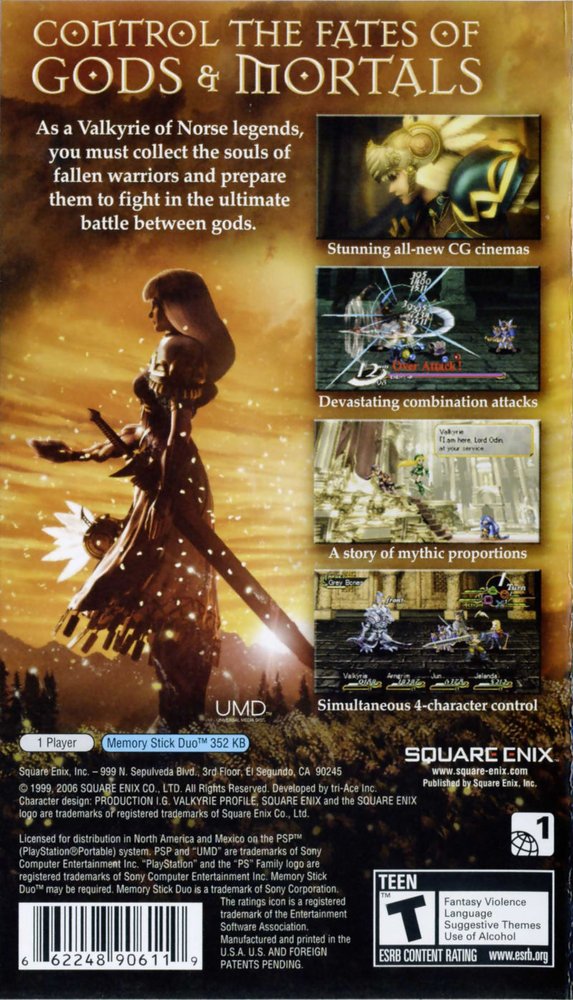 CONTROL THE FATES OF
GODS & MORTALS
As a Valkyrie of Norse legends,
you must collect the souls of
fallen warriors and prepare
them to fight in the ultimate
battle between gods.
Stunning all-new CG cinemas
Over Attack!
Devastating combination attacks
Valkyrie
「I am here, Lord Odin,
at your service.
A story of mythic proportions
Grey Bones
Turn
Valkyrie Arngrim Jun Jelanda
Simultaneous 4-character control
UMD™
UNIVERSAL MEDIA DISC
1 Player
Memory Stick Duo™ 352 KB
SQUARE ENIX
www.square-enix.com
Published by Square Enix, Inc.
Square Enix, Inc. – 999 N. Sepulveda Blvd., 3rd Floor, El Segundo, CA 90245
© 1999, 2006 SQUARE ENIX CO., LTD. All Rights Reserved. Developed by tri-Ace Inc.
Character design: PRODUCTION I.G. VALKYRIE PROFILE, SQUARE ENIX and the SQUARE ENIX
logo are trademarks or registered trademarks of Square Enix Co., Ltd.
1
Licensed for distribution in North America and Mexico on the PSP™
(PlayStation®Portable) system. PSP and "UMD" are trademarks of Sony
Computer Entertainment Inc. "PlayStation" and the "PS" Family logo are
registered trademarks of Sony Computer Entertainment Inc. Memory Stick
Duo™ may be required. Memory Stick Duo is a trademark of Sony Corporation.
The ratings icon is a registered
trademark of the Entertainment
Software Association.
Manufactured and printed in the
U.S.A. U.S. AND FOREIGN
PATENTS PENDING.
6 62248 90611 9
TEEN
T
™
Fantasy Violence
Language
Suggestive Themes
Use of Alcohol
ESRB CONTENT RATING www.esrb.org